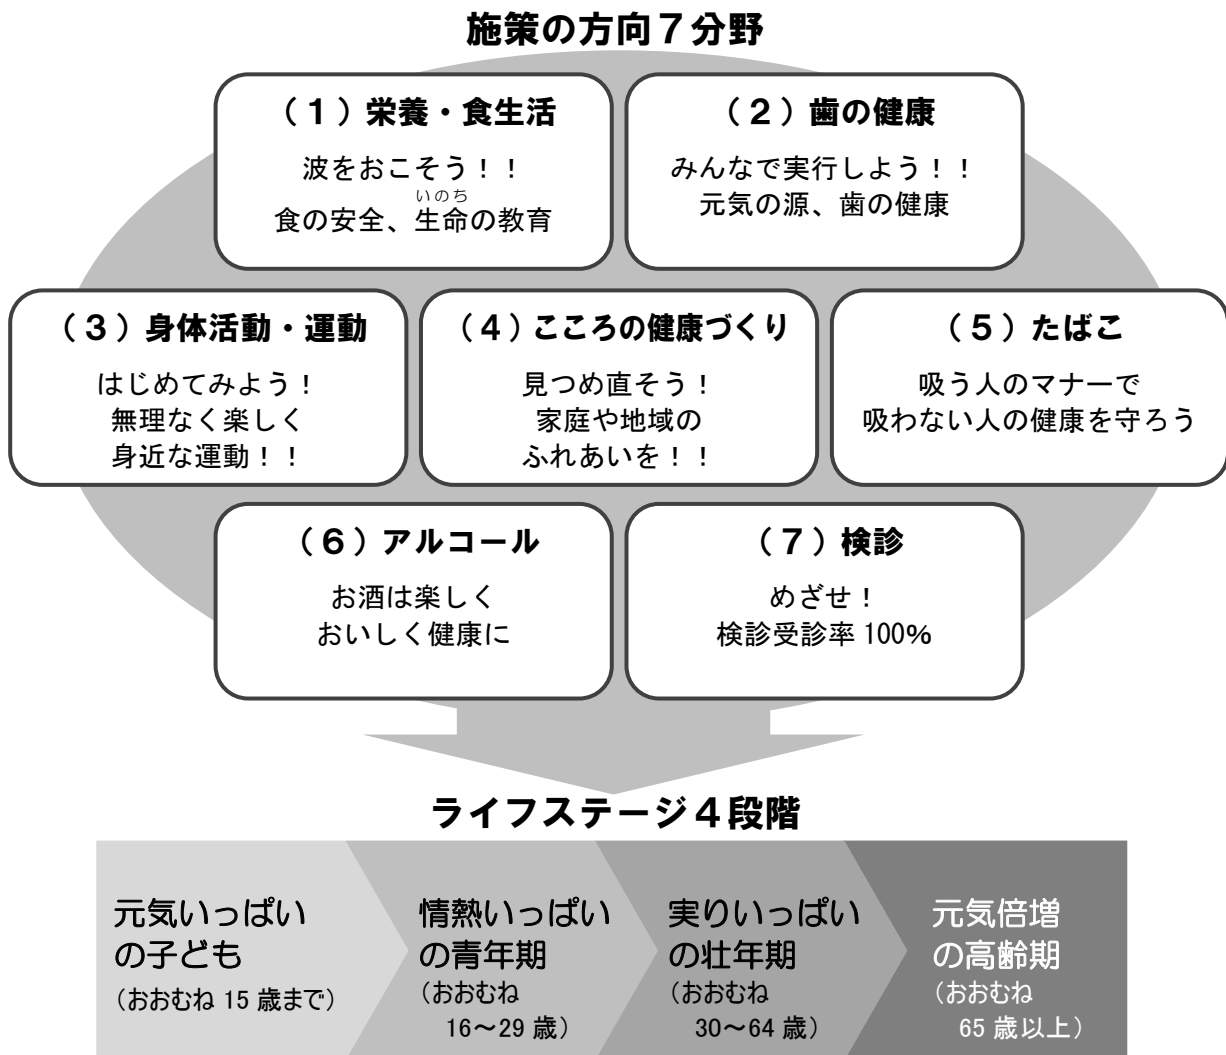 施策の方向７分野
（１）栄養・食生活
波をおこそう！！
いのち
食の安全、生命の教育
（２）歯の健康
みんなで実行しよう！！
元気の源、歯の健康
（３）身体活動・運動
はじめてみよう！
無理なく楽しく
身近な運動！！
（４）こころの健康づくり
見つめ直そう！
家庭や地域の
ふれあいを！！
（５）たばこ
吸う人のマナーで
吸わない人の健康を守ろう
（６）アルコール
お酒は楽しく
おいしく健康に
（７）検診
めざせ！
検診受診率 100%
ライフステージ４段階
元気いっぱい
の子ども
（おおむね 15 歳まで）
情熱いっぱい
の青年期
（おおむね
16～29 歳）
実りいっぱい
の壮年期
（おおむね
30～64 歳）
元気倍増
の高齢期
（おおむね
65 歳以上）